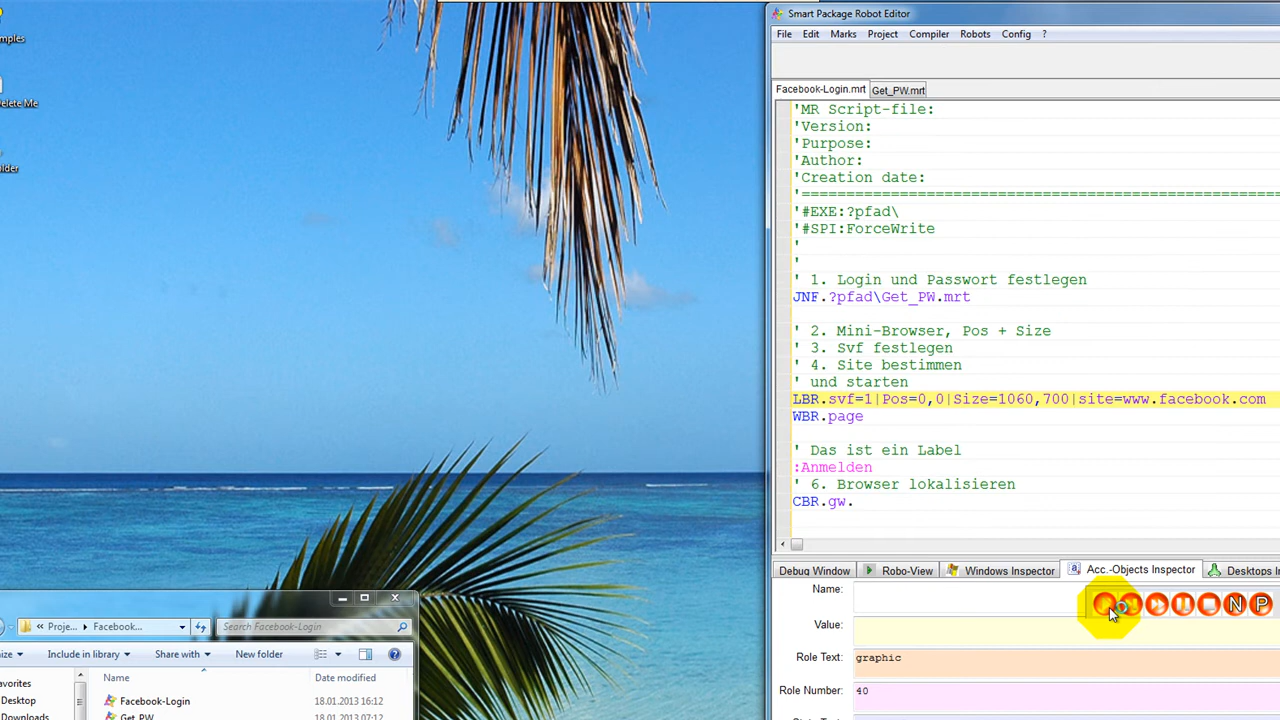 Smart Package Robot Editor
File Edit Marks Project Compiler Robots Config ?
Facebook-Login.mrt Get_PW.mrt
'MR Script-file:
'Version:
'Purpose:
'Author:
'Creation date:
'#EXE:?pfad\
'#SPI:ForceWrite
'
'
' 1. Login und Passwort festlegen
JNF.?pfad\Get_PW.mrt
' 2. Mini-Browser, Pos + Size
' 3. Svf festlegen
' 4. Site bestimmen
' und starten
LBR.svf=1|Pos=0,0|Size=1060,700|site=www.facebook.com
WBR.page
' Das ist ein Label
:Anmelden
' 6. Browser lokalisieren
CBR.gw.
Debug Window Robo-View Windows Inspector Acc.-Objects Inspector Desktops In
Name:
N P
Value:
Role Text: graphic
Role Number: 40
mples
elete Me
lder
« Proje... Facebook... Search Facebook-Login
ze Include in library Share with New folder
vorites
Desktop
Downloads
Name Date modified
Facebook-Login 18.01.2013 16:12
Get_PW 18.01.2013 07:12